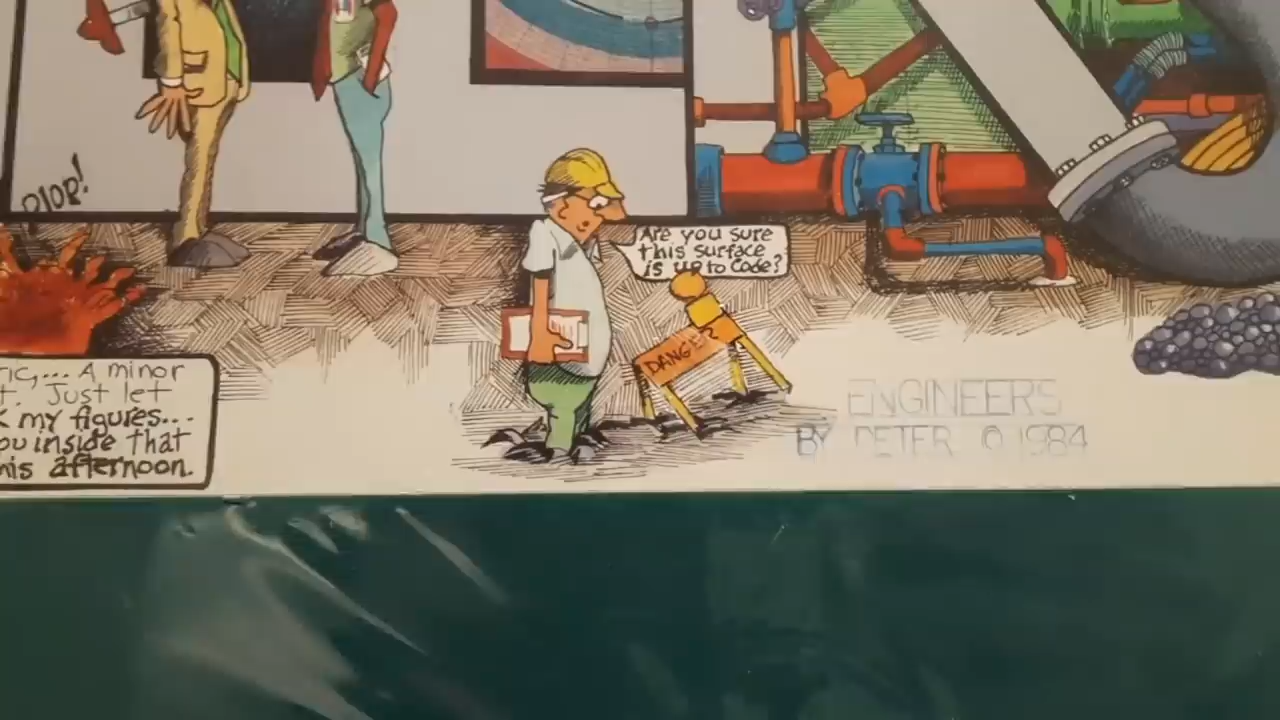 PLOP!
Are you sure
this surface
is up to Code?
DANGER
TIC,... A minor
t. Just let
K my figures...
ou inside that
his afternoon.
ENGINEERS
BY PETER © 1984